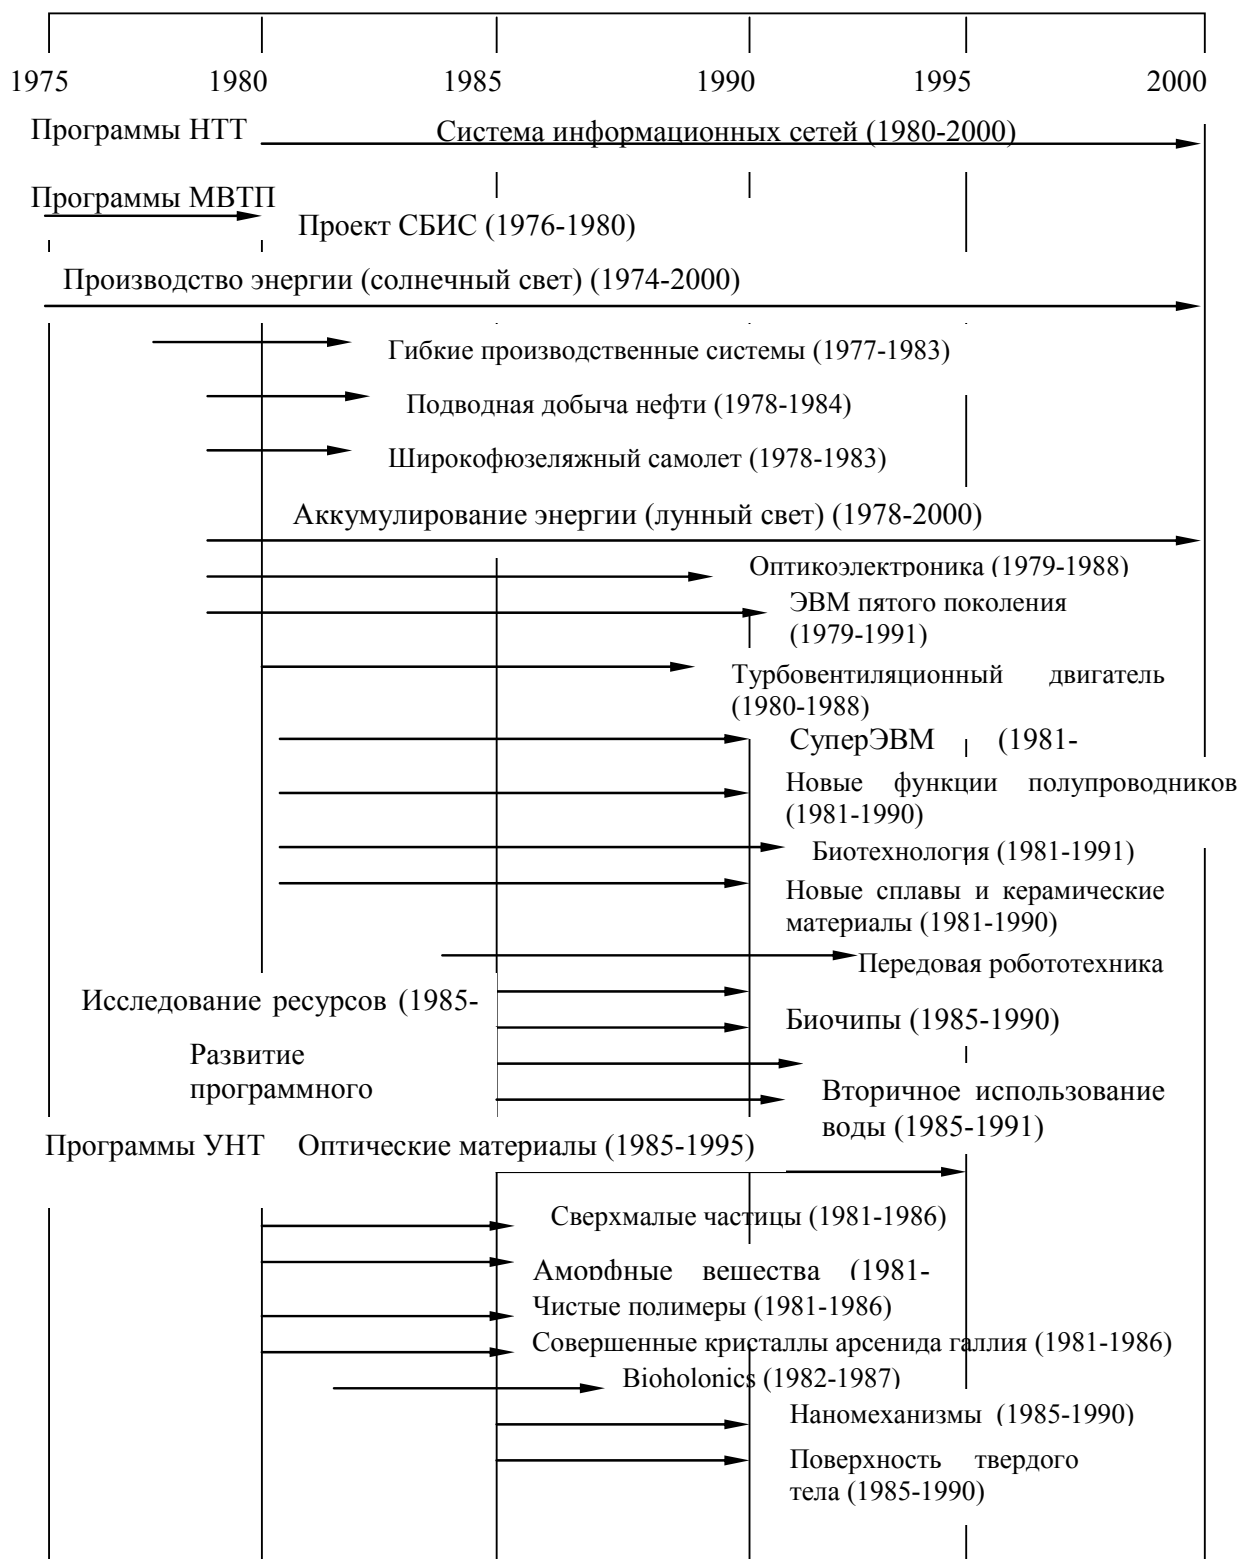 1975 1980 1985 1990 1995 2000
Программы НТТ
Система информационных сетей (1980-2000)
Программы МВТП
Проект СБИС (1976-1980)
Производство энергии (солнечный свет) (1974-2000)
Гибкие производственные системы (1977-1983)
Подводная добыча нефти (1978-1984)
Широкофюзеляжный самолет (1978-1983)
Аккумулирование энергии (лунный свет) (1978-2000)
Оптикоэлектроника (1979-1988)
ЭВМ пятого поколения
(1979-1991)
Турбовентиляционный двигатель
(1980-1988)
СуперЭВМ (1981-
Новые функции полупроводников
(1981-1990)
Биотехнология (1981-1991)
Новые сплавы и керамические
материалы (1981-1990)
Передовая робототехника
Исследование ресурсов (1985-
Биочипы (1985-1990)
Развитие
программного
Вторичное использование
воды (1985-1991)
Программы УНТ
Оптические материалы (1985-1995)
Сверхмалые частицы (1981-1986)
Аморфные вещества (1981-
Чистые полимеры (1981-1986)
Совершенные кристаллы арсенида галлия (1981-1986)
Bioholonics (1982-1987)
Наномеханизмы (1985-1990)
Поверхность твердого
тела (1985-1990)